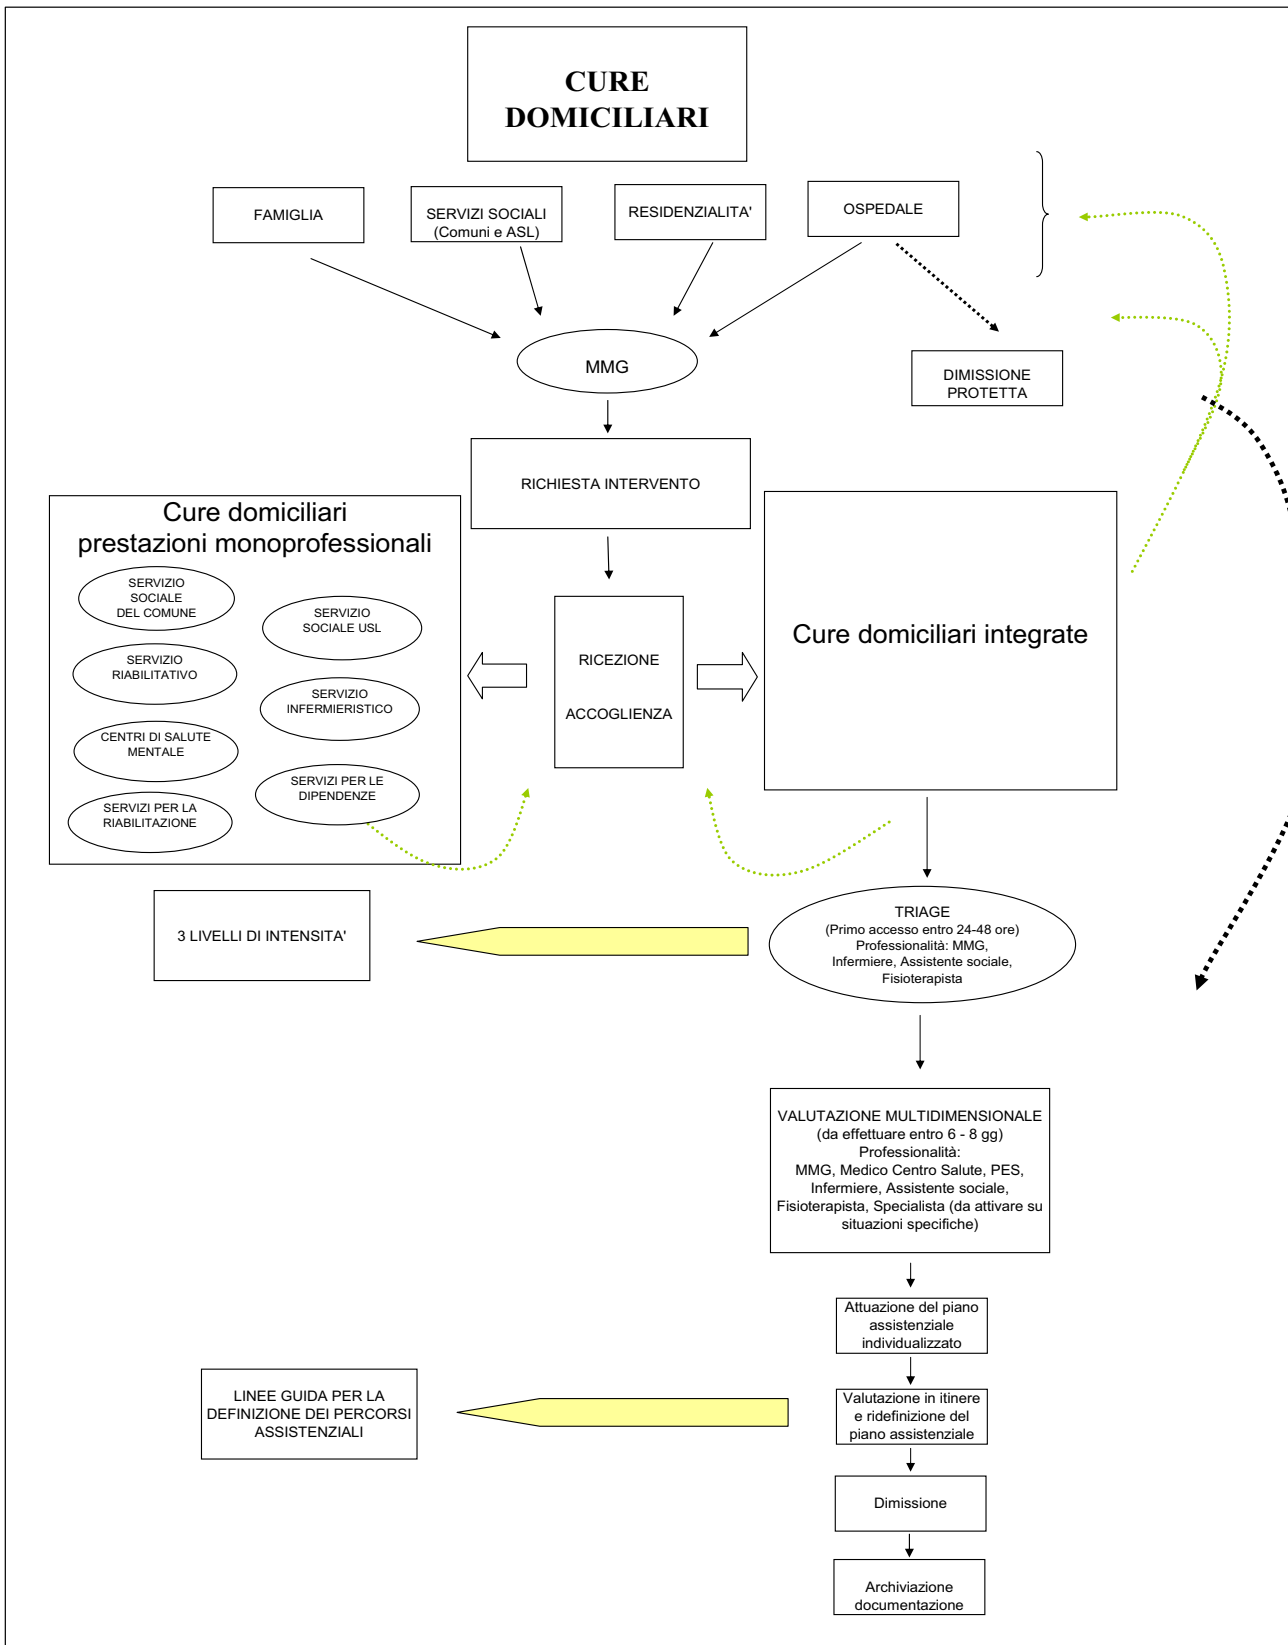 CURE
DOMICILIARI
FAMIGLIA
SERVIZI SOCIALI
(Comuni e ASL)
RESIDENZIALITA'
OSPEDALE
MMG
DIMISSIONE
PROTETTA
RICHIESTA INTERVENTO
Cure domiciliari
prestazioni monoprofessionali
SERVIZIO
SOCIALE
DEL COMUNE
SERVIZIO
SOCIALE USL
SERVIZIO
RIABILITATIVO
SERVIZIO
INFERMIERISTICO
CENTRI DI SALUTE
MENTALE
SERVIZI PER LE
DIPENDENZE
SERVIZI PER LA
RIABILITAZIONE
RICEZIONE
ACCOGLIENZA
Cure domiciliari integrate
3 LIVELLI DI INTENSITA'
TRIAGE
(Primo accesso entro 24-48 ore)
Professionalità: MMG,
Infermiere, Assistente sociale,
Fisioterapista
VALUTAZIONE MULTIDIMENSIONALE
(da effettuare entro 6 - 8 gg)
Professionalità:
MMG, Medico Centro Salute, PES,
Infermiere, Assistente sociale,
Fisioterapista, Specialista (da attivare su
situazioni specifiche)
Attuazione del piano
assistenziale
individualizzato
LINEE GUIDA PER LA
DEFINIZIONE DEI PERCORSI
ASSISTENZIALI
Valutazione in itinere
e ridefinizione del
piano assistenziale
Dimissione
Archiviazione
documentazione